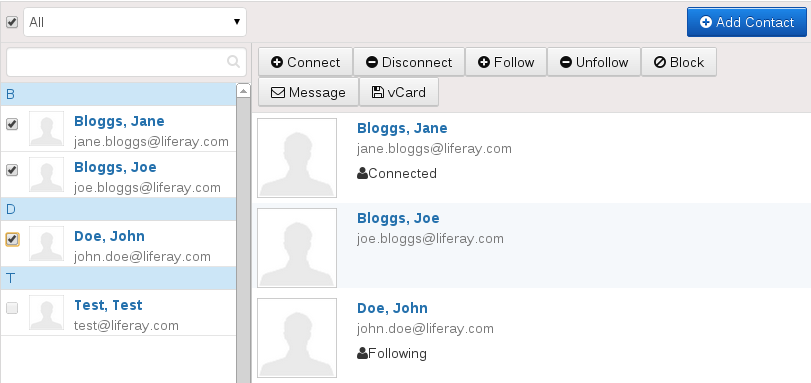 All
Add Contact
Connect
Disconnect
Follow
Unfollow
Block
Message
vCard
B
Bloggs, Jane
jane.bloggs@liferay.com
Bloggs, Joe
joe.bloggs@liferay.com
D
Doe, John
john.doe@liferay.com
T
Test, Test
test@liferay.com
Bloggs, Jane
jane.bloggs@liferay.com
Connected
Bloggs, Joe
joe.bloggs@liferay.com
Doe, John
john.doe@liferay.com
Following